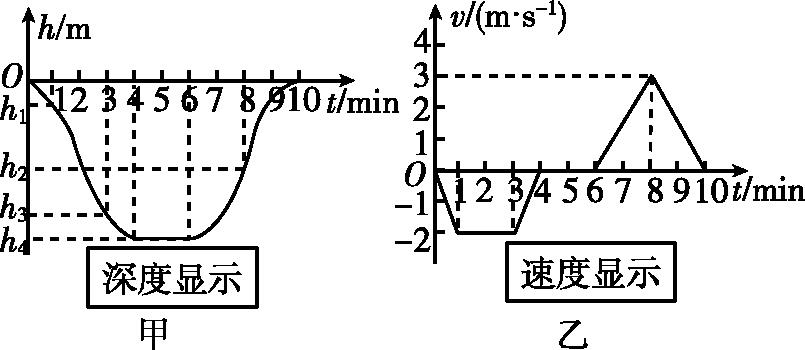 h/m
O
1 2 3 4 5 6 7 8 9 10 t/min
h₁
h₂
h₃
h₄
深度显示
甲
v/(m·s⁻¹)
4
3
2
1
O
1 2 3 4 5 6 7 8 9 10 t/min
−1
−2
速度显示
乙